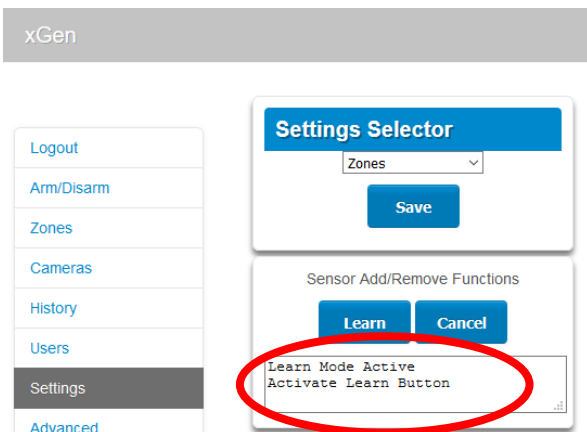 xGen
Logout
Arm/Disarm
Zones
Cameras
History
Users
Settings
Advanced
Settings Selector
Zones
Save
Sensor Add/Remove Functions
Learn
Cancel
Learn Mode Active
Activate Learn Button